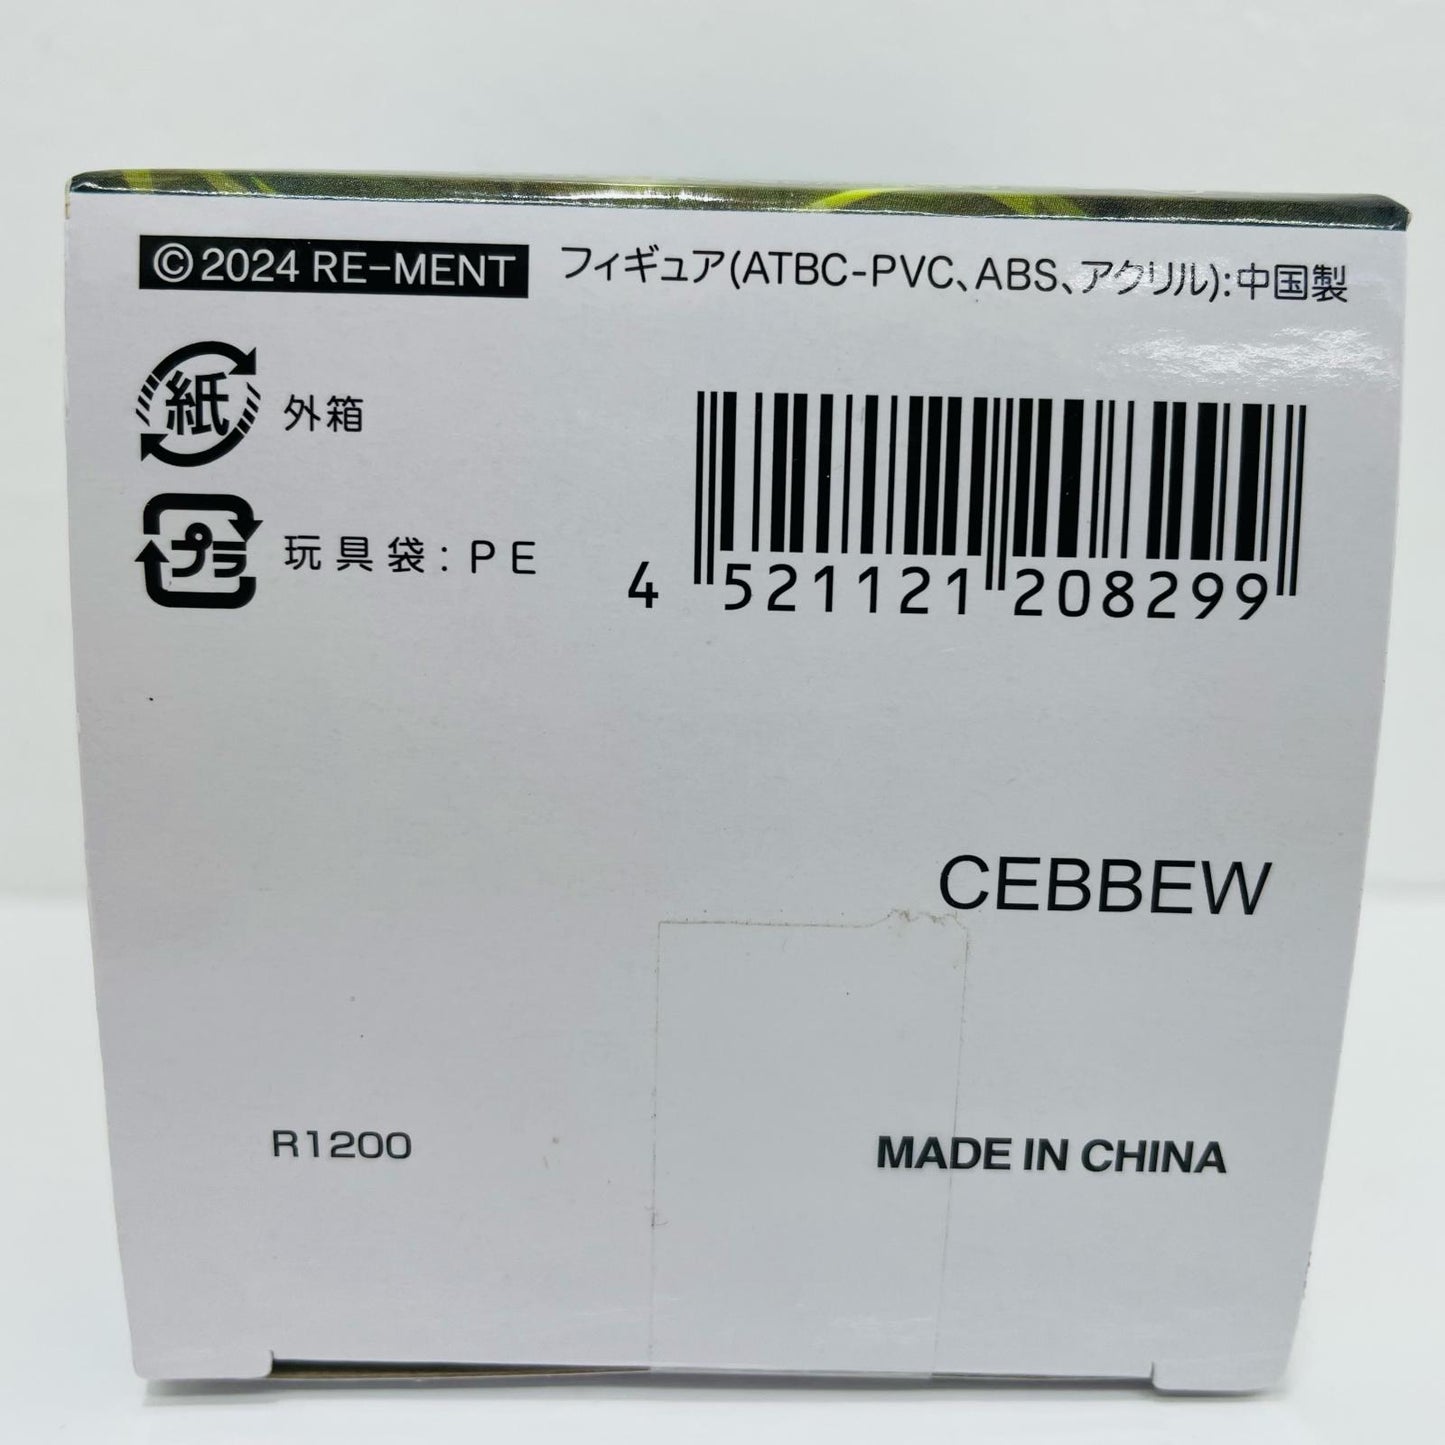 ©2024 RE-MENT
フィギュア(ATBC-PVC、ABS、アクリル):中国製
紙 外箱
プラ 玩具袋:PE
4 521121 208299
CEBBEW
R1200
MADE IN CHINA